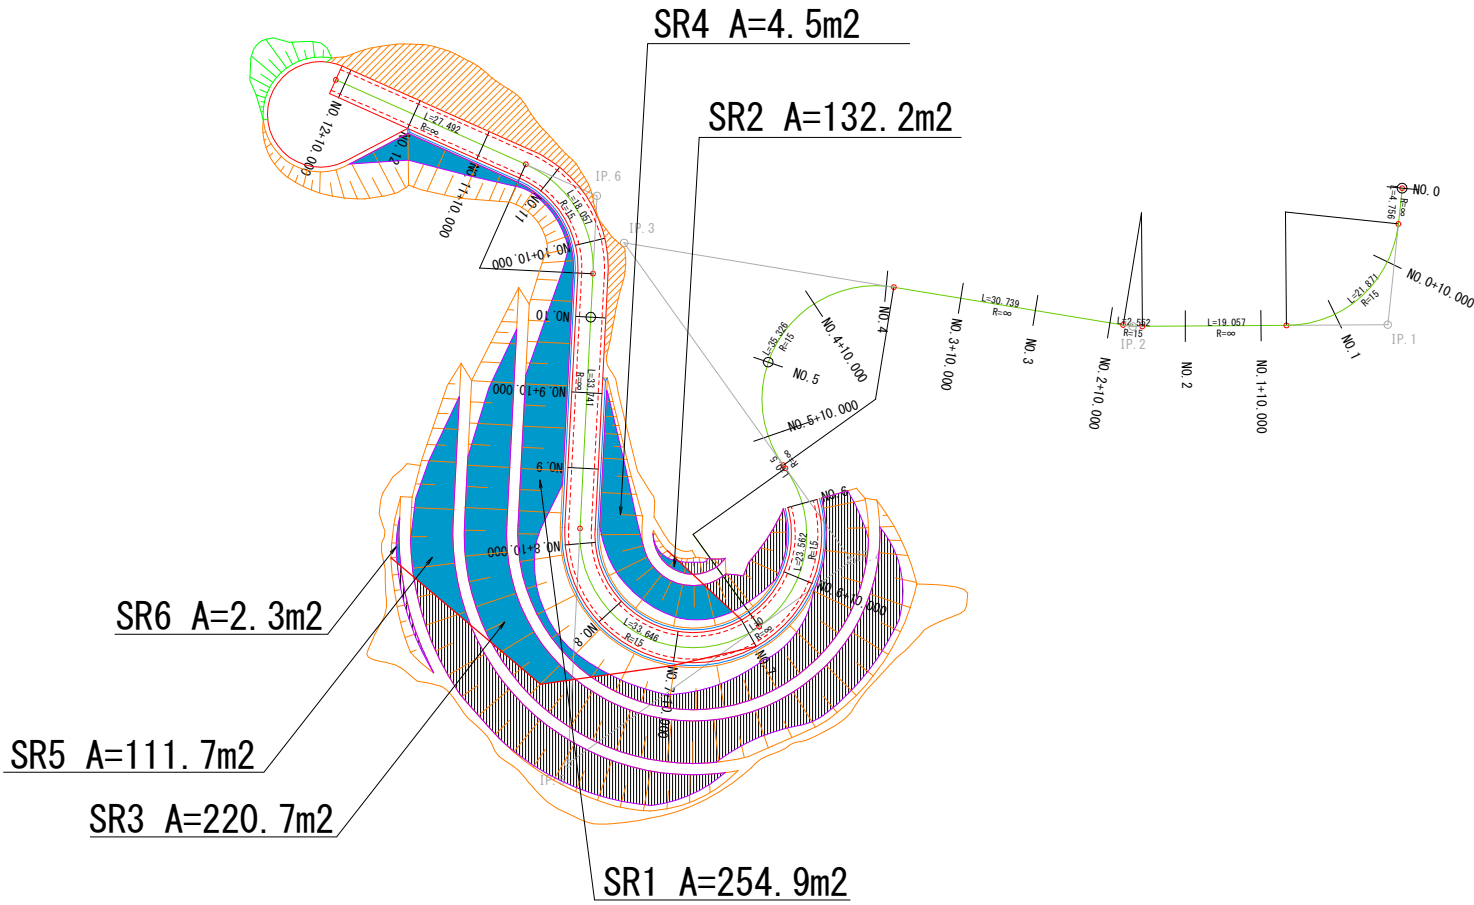 SR4 A=4.5m2
SR2 A=132.2m2
NO.12+10.000
L=27.492
R=∞
NO.12
NO.11+10.000
NO.11
IP.6
L=18.057
R=15
IP.3
NO.10+10.000
NO.10
NO.9+10.000
L=33.741
R=∞
NO.9
NO.8+10.000
NO.8
L=33.646
R=15
NO.7+10.000
NO.7
R=∞
NO.6+10.000
L=23.562
R=15
NO.6
R=∞
NO.5+10.000
NO.5
L=35.326
R=15
NO.4+10.000
NO.4
NO.3+10.000
L=30.739
R=∞
NO.3
NO.2+10.000
L=2.552
R=15
IP.2
NO.2
L=19.057
R=∞
NO.1+10.000
NO.1
L=21.871
R=15
IP.1
NO.0+10.000
L=4.756
R=∞
NO.0
SR6 A=2.3m2
SR5 A=111.7m2
SR3 A=220.7m2
SR1 A=254.9m2